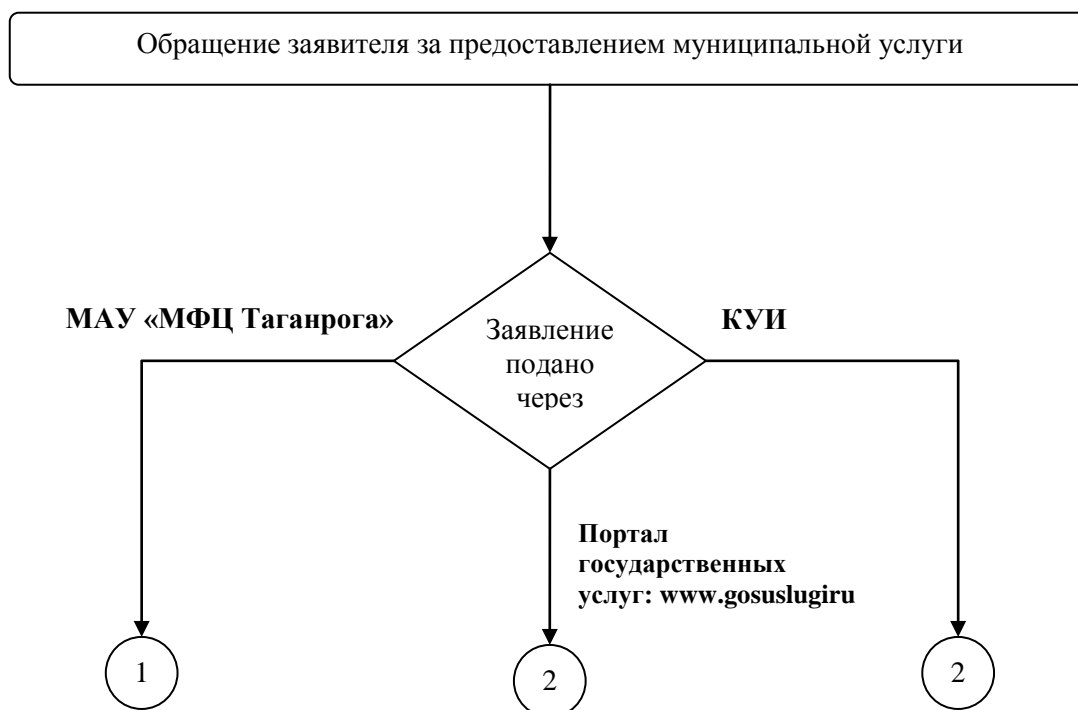 Обращение заявителя за предоставлением муниципальной услуги
МАУ «МФЦ Таганрога»
Заявление
подано
через
КУИ
Портал
государственных
услуг: www.gosuslugiru
1
2
2